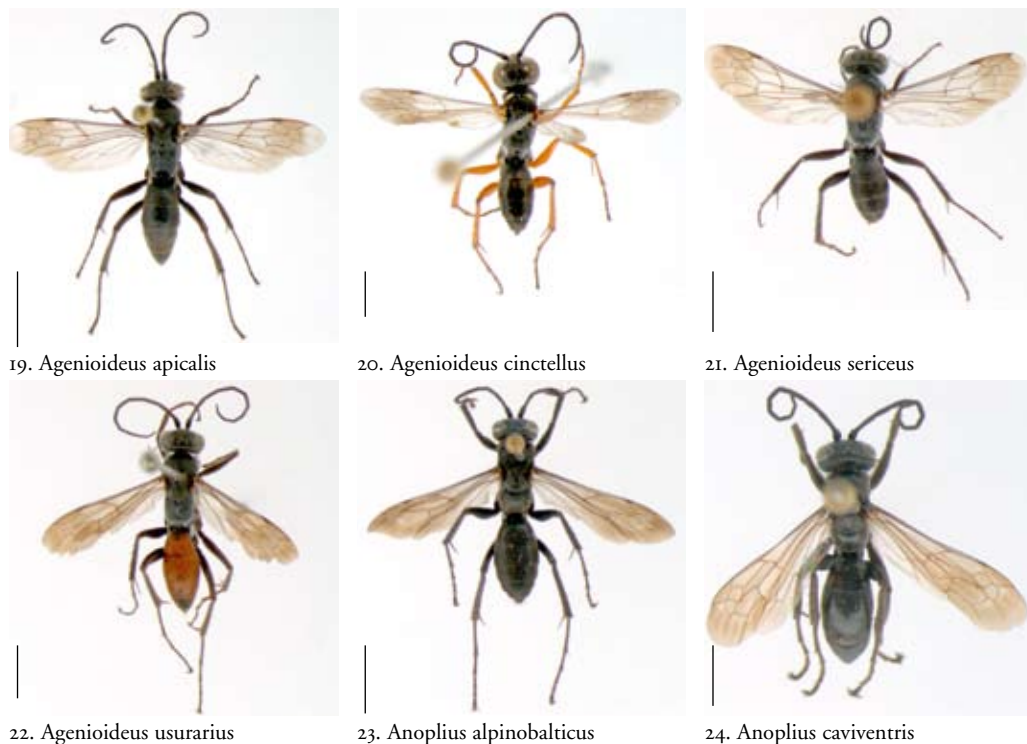 19. Agenioideus apicalis
20. Agenioideus cinctellus
21. Agenioideus sericeus
22. Agenioideus usurarius
23. Anoplius alpinobalticus
24. Anoplius caviventris